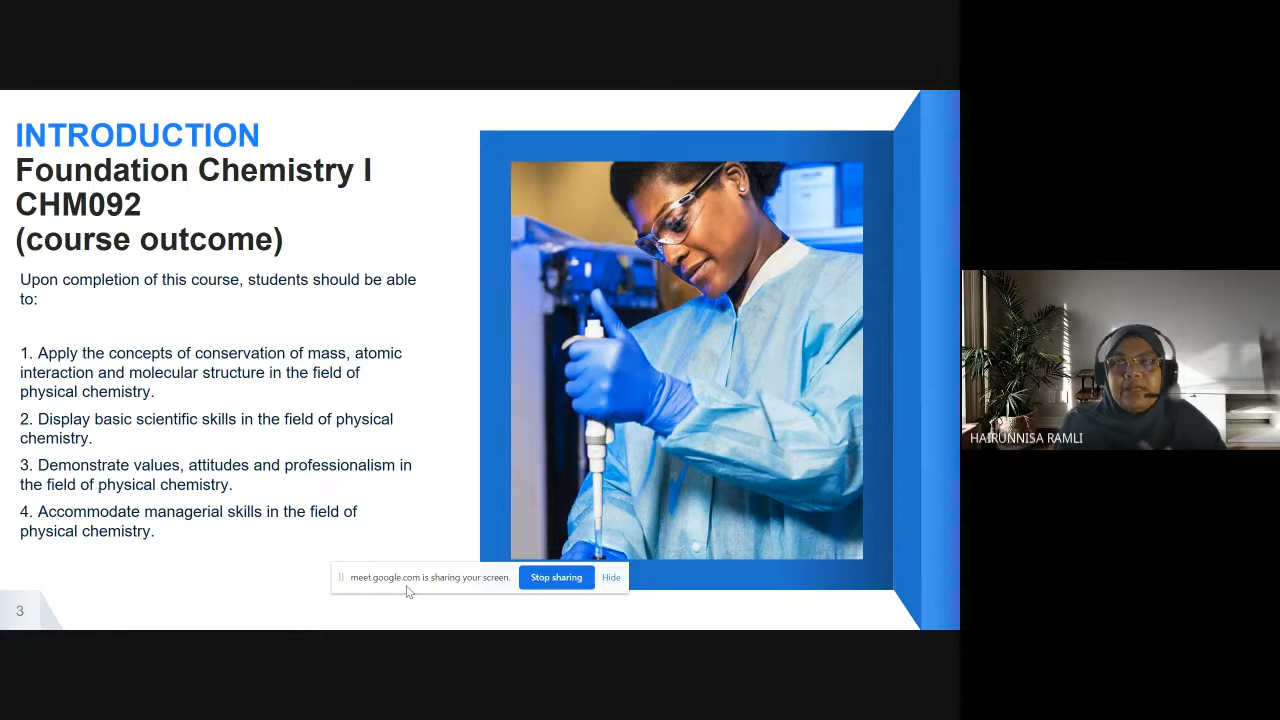 INTRODUCTION
Foundation Chemistry I
CHM092
(course outcome)
Upon completion of this course, students should be able
to:
1. Apply the concepts of conservation of mass, atomic
interaction and molecular structure in the field of
physical chemistry.
2. Display basic scientific skills in the field of physical
chemistry.
3. Demonstrate values, attitudes and professionalism in
the field of physical chemistry.
4. Accommodate managerial skills in the field of
physical chemistry.
meet.google.com is sharing your screen. Stop sharing Hide
3
HAIRUNNISA RAMLI